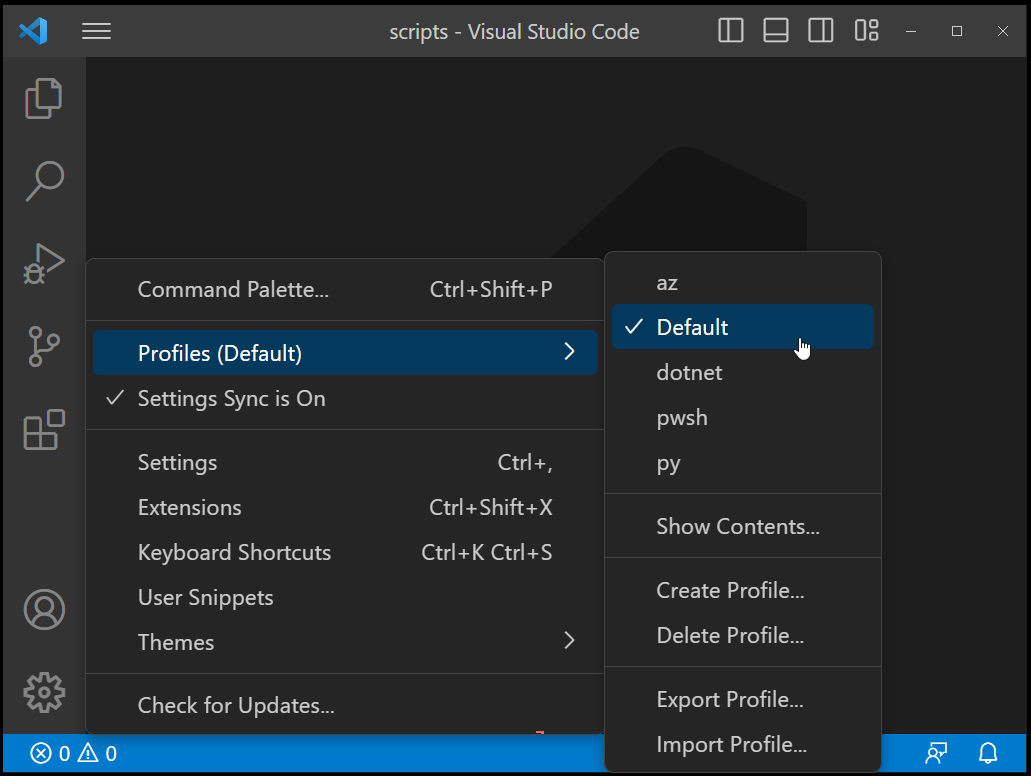 scripts - Visual Studio Code
Command Palette... Ctrl+Shift+P
Profiles (Default)
Settings Sync is On
Settings Ctrl+,
Extensions Ctrl+Shift+X
Keyboard Shortcuts Ctrl+K Ctrl+S
User Snippets
Themes
Check for Updates...
az
Default
dotnet
pwsh
py
Show Contents...
Create Profile...
Delete Profile...
Export Profile...
Import Profile...
0 0